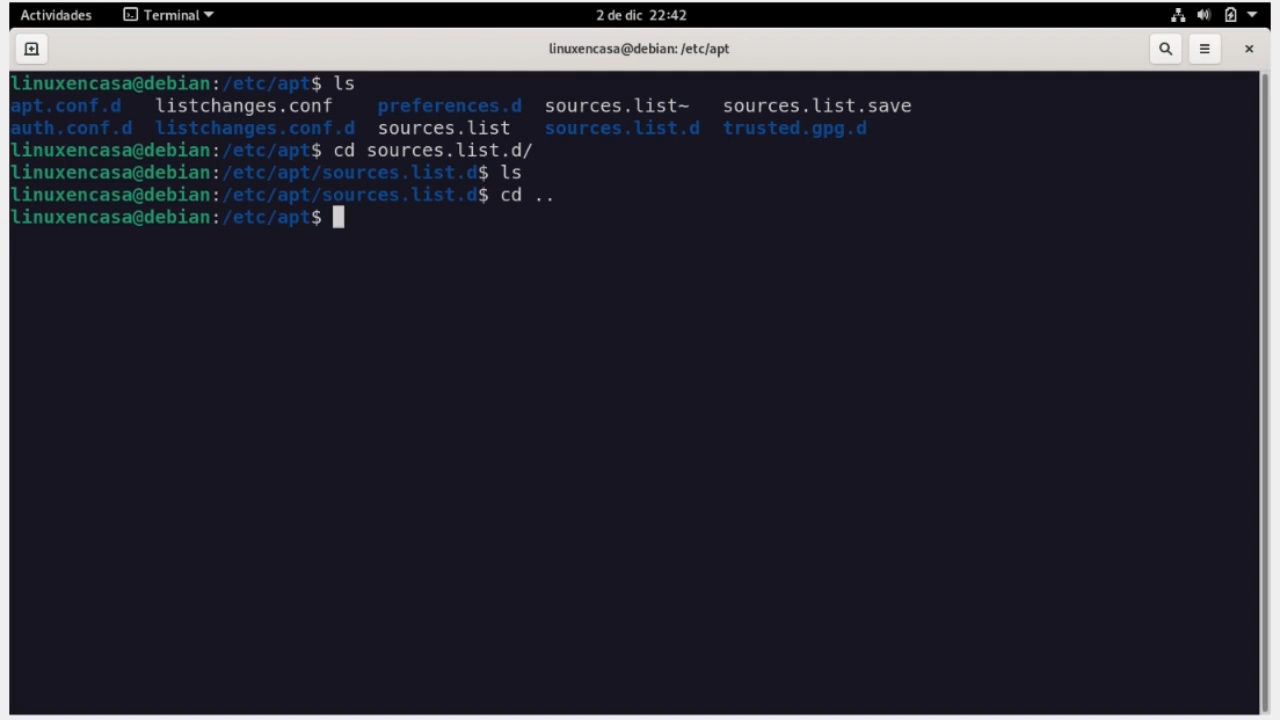 Actividades Terminal 2 de dic 22:42
linuxencasa@debian: /etc/apt
linuxencasa@debian:/etc/apt$ ls
apt.conf.d listchanges.conf preferences.d sources.list~ sources.list.save
auth.conf.d listchanges.conf.d sources.list sources.list.d trusted.gpg.d
linuxencasa@debian:/etc/apt$ cd sources.list.d/
linuxencasa@debian:/etc/apt/sources.list.d$ ls
linuxencasa@debian:/etc/apt/sources.list.d$ cd ..
linuxencasa@debian:/etc/apt$